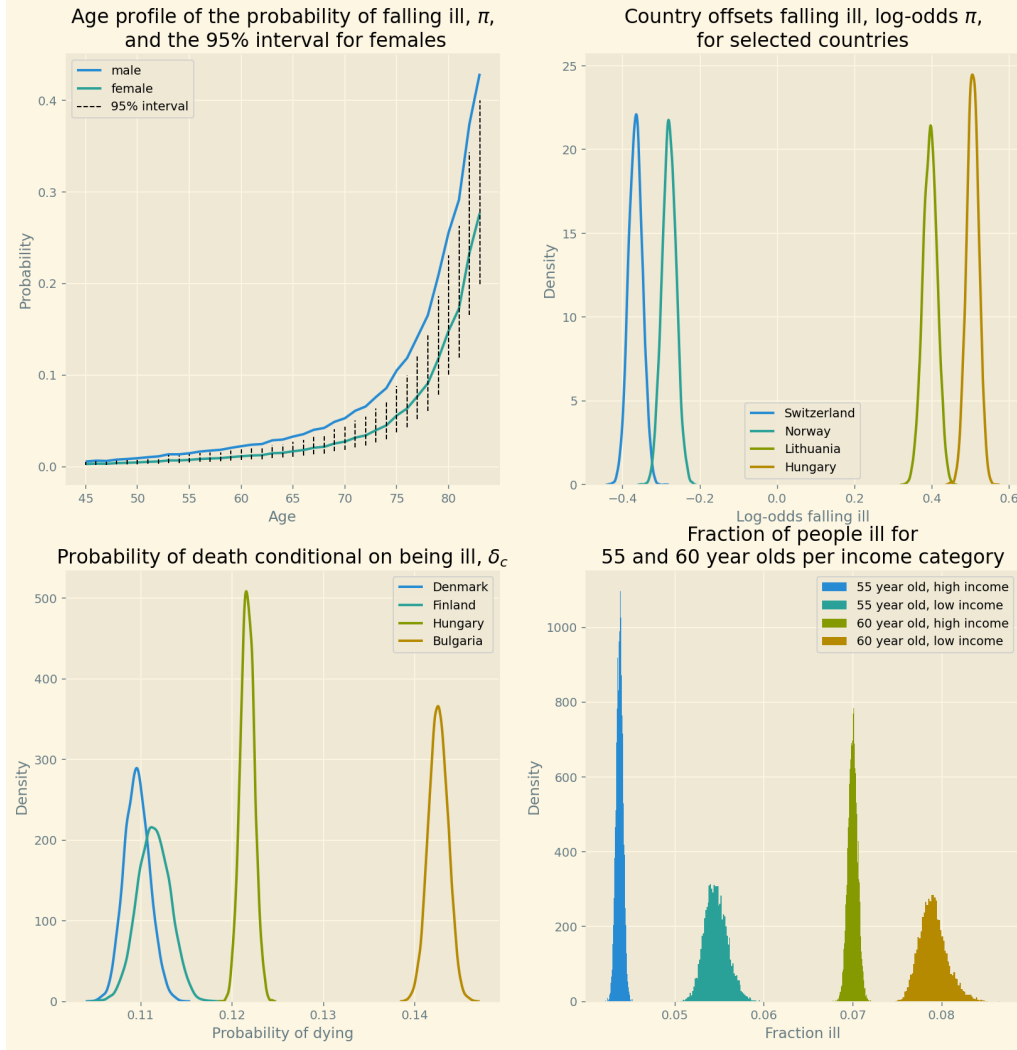 Age profile of the probability of falling ill, π,
and the 95% interval for females
male
female
95% interval
0.4
0.3
0.2
0.1
0.0
Probability
45 50 55 60 65 70 75 80
Age
Country offsets falling ill, log-odds π,
for selected countries
25
20
15
10
5
0
Density
Switzerland
Norway
Lithuania
Hungary
−0.4 −0.2 0.0 0.2 0.4 0.6
Log-odds falling ill
Probability of death conditional on being ill, δc
Denmark
Finland
Hungary
Bulgaria
500
400
300
200
100
0
Density
0.11 0.12 0.13 0.14
Probability of dying
Fraction of people ill for
55 and 60 year olds per income category
55 year old, high income
55 year old, low income
60 year old, high income
60 year old, low income
1000
800
600
400
200
0
Density
0.05 0.06 0.07 0.08
Fraction ill